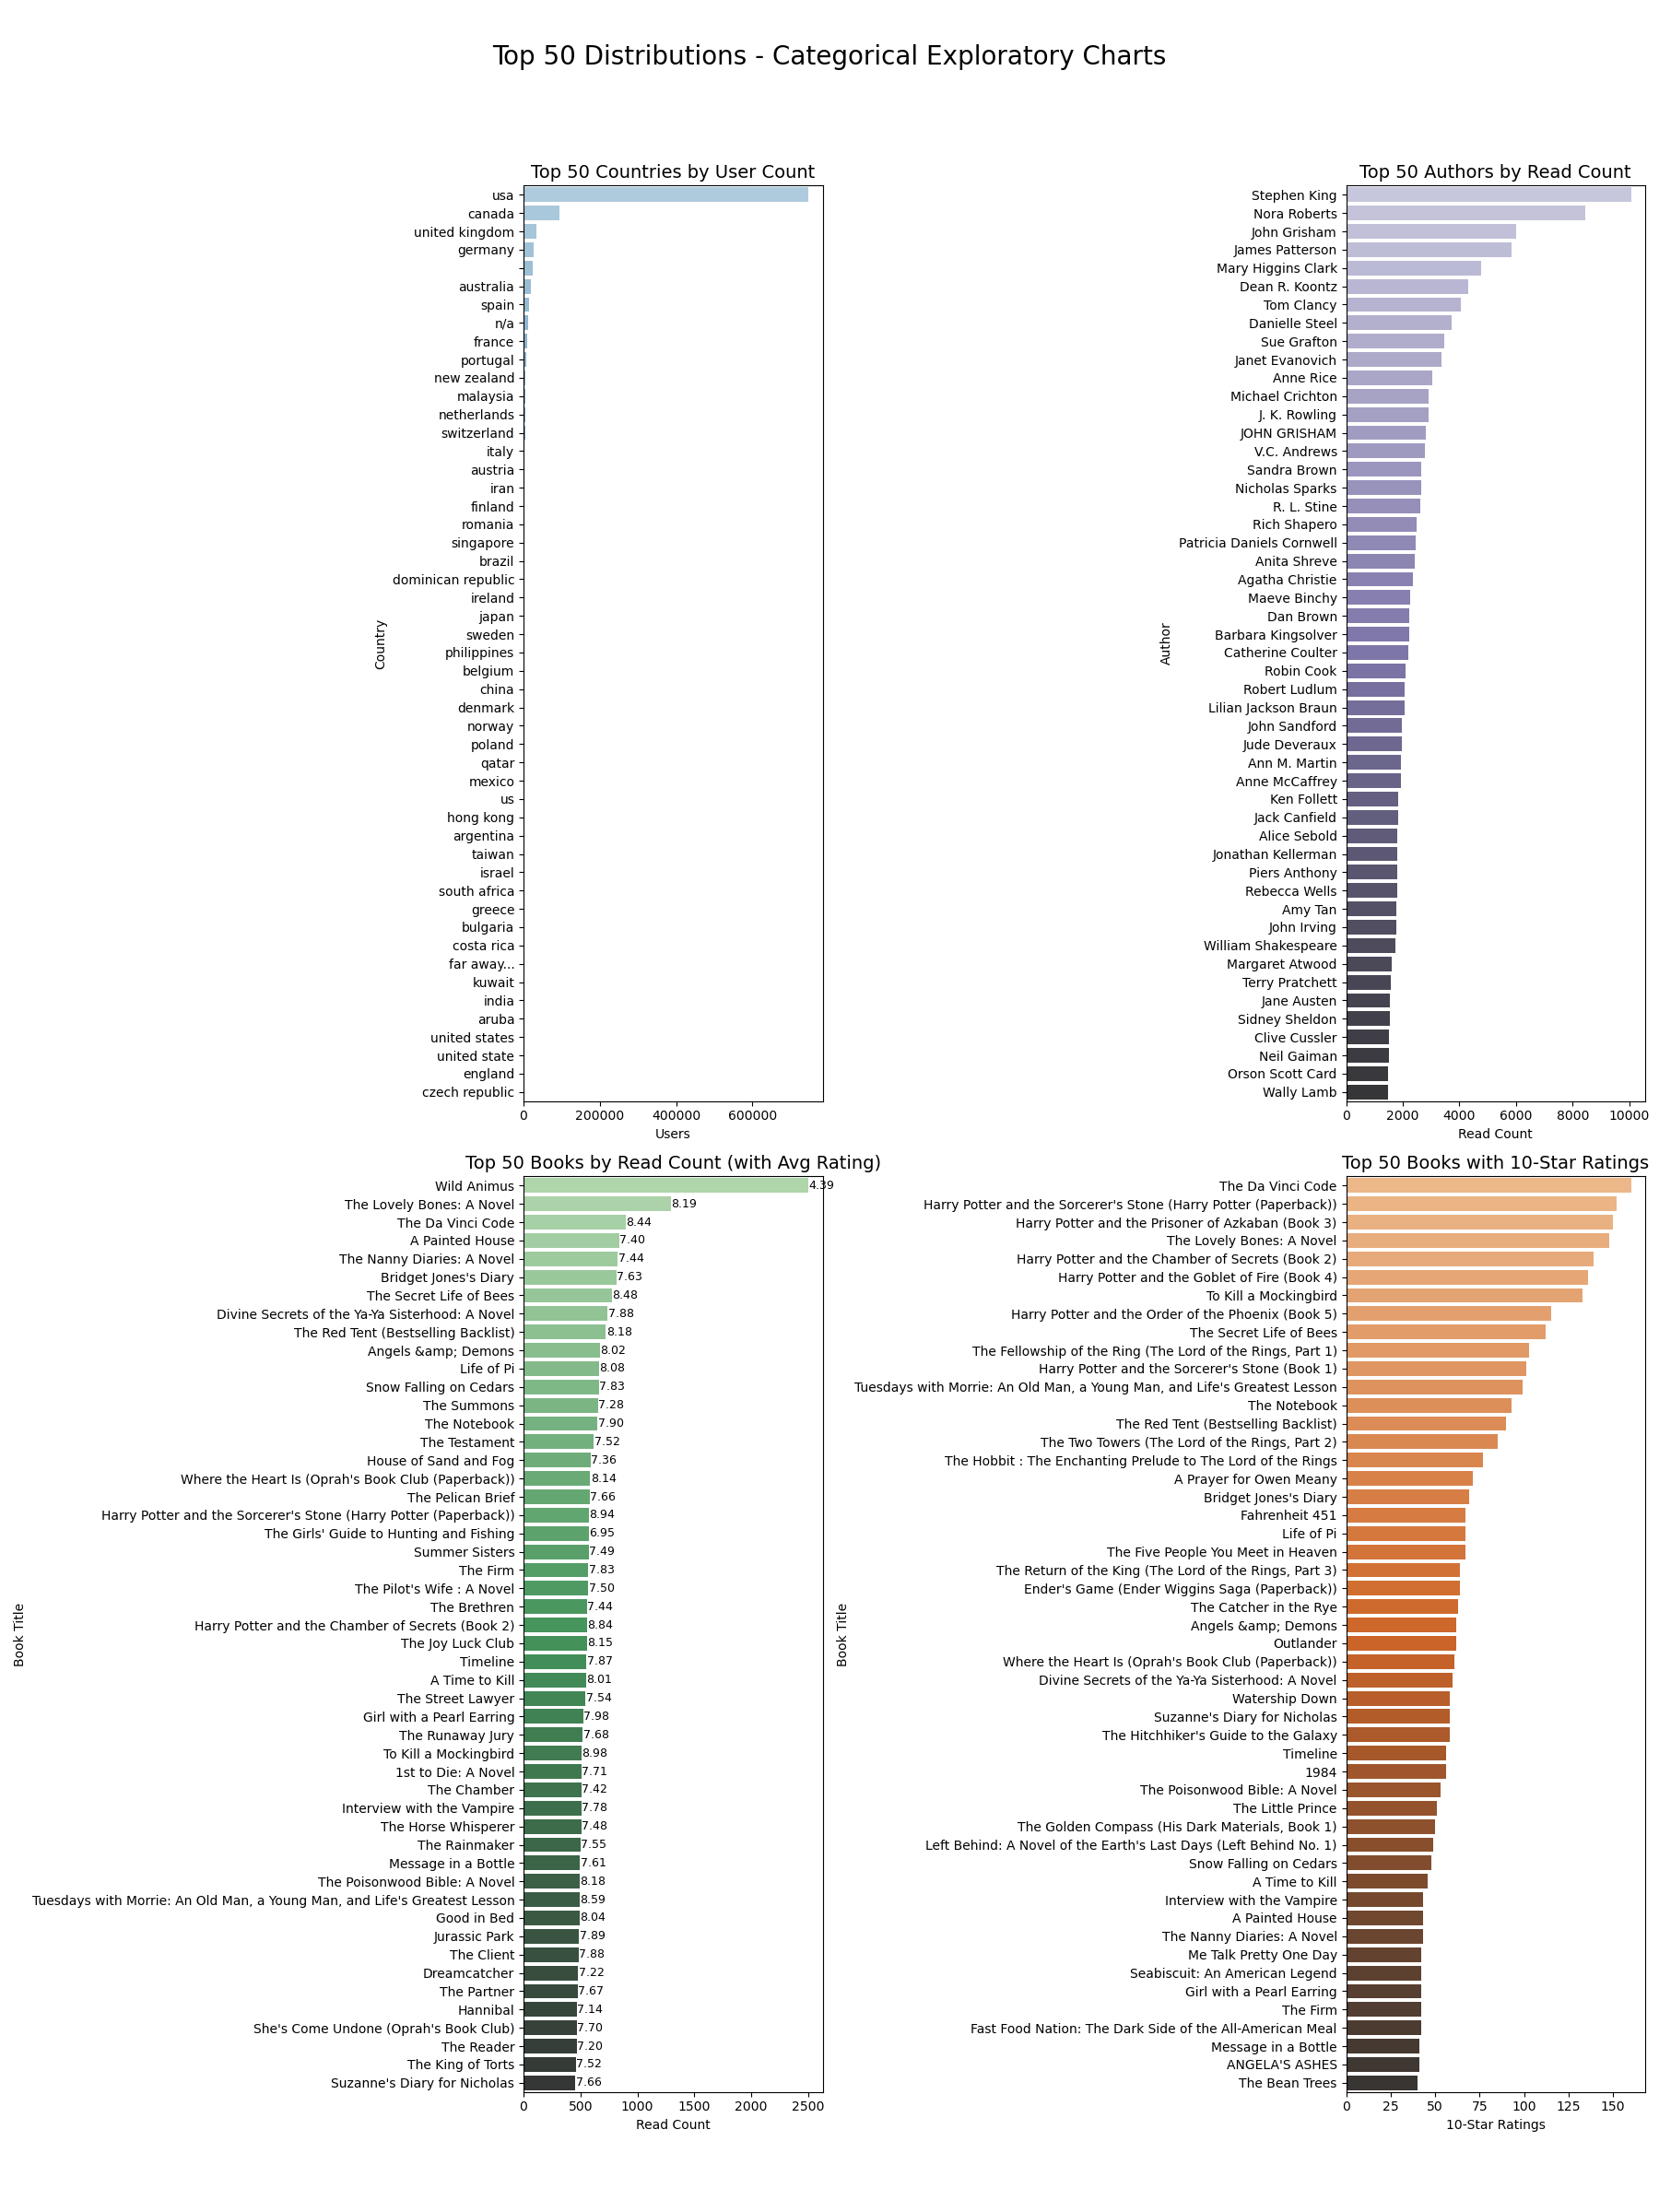 Top 50 Distributions - Categorical Exploratory Charts
Top 50 Countries by User Count
usa
canada
united kingdom
germany
australia
spain
n/a
france
portugal
new zealand
malaysia
netherlands
switzerland
italy
austria
iran
finland
romania
singapore
brazil
dominican republic
ireland
japan
sweden
philippines
belgium
china
denmark
norway
poland
qatar
mexico
us
hong kong
argentina
taiwan
israel
south africa
greece
bulgaria
costa rica
far away...
kuwait
india
aruba
united states
united state
england
czech republic
Country
0 200000 400000 600000
Users
Top 50 Authors by Read Count
Stephen King
Nora Roberts
John Grisham
James Patterson
Mary Higgins Clark
Dean R. Koontz
Tom Clancy
Danielle Steel
Sue Grafton
Janet Evanovich
Anne Rice
Michael Crichton
J. K. Rowling
JOHN GRISHAM
V.C. Andrews
Sandra Brown
Nicholas Sparks
R. L. Stine
Rich Shapero
Patricia Daniels Cornwell
Anita Shreve
Agatha Christie
Maeve Binchy
Dan Brown
Barbara Kingsolver
Catherine Coulter
Robin Cook
Robert Ludlum
Lilian Jackson Braun
John Sandford
Jude Deveraux
Ann M. Martin
Anne McCaffrey
Ken Follett
Jack Canfield
Alice Sebold
Jonathan Kellerman
Piers Anthony
Rebecca Wells
Amy Tan
John Irving
William Shakespeare
Margaret Atwood
Terry Pratchett
Jane Austen
Sidney Sheldon
Clive Cussler
Neil Gaiman
Orson Scott Card
Wally Lamb
Author
0 2000 4000 6000 8000 10000
Read Count
Top 50 Books by Read Count (with Avg Rating)
Wild Animus 4.39
The Lovely Bones: A Novel 8.19
The Da Vinci Code 8.44
A Painted House 7.40
The Nanny Diaries: A Novel 7.44
Bridget Jones's Diary 7.63
The Secret Life of Bees 8.48
Divine Secrets of the Ya-Ya Sisterhood: A Novel 7.88
The Red Tent (Bestselling Backlist) 8.18
Angels &amp; Demons 8.02
Life of Pi 8.08
Snow Falling on Cedars 7.83
The Summons 7.28
The Notebook 7.90
The Testament 7.52
House of Sand and Fog 7.36
Where the Heart Is (Oprah's Book Club (Paperback)) 8.14
The Pelican Brief 7.66
Harry Potter and the Sorcerer's Stone (Harry Potter (Paperback)) 8.94
The Girls' Guide to Hunting and Fishing 6.95
Summer Sisters 7.49
The Firm 7.83
The Pilot's Wife : A Novel 7.50
The Brethren 7.44
Harry Potter and the Chamber of Secrets (Book 2) 8.84
The Joy Luck Club 8.15
Timeline 7.87
A Time to Kill 8.01
The Street Lawyer 7.54
Girl with a Pearl Earring 7.98
The Runaway Jury 7.68
To Kill a Mockingbird 8.98
1st to Die: A Novel 7.71
The Chamber 7.42
Interview with the Vampire 7.78
The Horse Whisperer 7.48
The Rainmaker 7.55
Message in a Bottle 7.61
The Poisonwood Bible: A Novel 8.18
Tuesdays with Morrie: An Old Man, a Young Man, and Life's Greatest Lesson 8.59
Good in Bed 8.04
Jurassic Park 7.89
The Client 7.88
Dreamcatcher 7.22
The Partner 7.67
Hannibal 7.14
She's Come Undone (Oprah's Book Club) 7.70
The Reader 7.20
The King of Torts 7.52
Suzanne's Diary for Nicholas 7.66
Book Title
0 500 1000 1500 2000 2500
Read Count
Top 50 Books with 10-Star Ratings
The Da Vinci Code
Harry Potter and the Sorcerer's Stone (Harry Potter (Paperback))
Harry Potter and the Prisoner of Azkaban (Book 3)
The Lovely Bones: A Novel
Harry Potter and the Chamber of Secrets (Book 2)
Harry Potter and the Goblet of Fire (Book 4)
To Kill a Mockingbird
Harry Potter and the Order of the Phoenix (Book 5)
The Secret Life of Bees
The Fellowship of the Ring (The Lord of the Rings, Part 1)
Harry Potter and the Sorcerer's Stone (Book 1)
Tuesdays with Morrie: An Old Man, a Young Man, and Life's Greatest Lesson
The Notebook
The Red Tent (Bestselling Backlist)
The Two Towers (The Lord of the Rings, Part 2)
The Hobbit : The Enchanting Prelude to The Lord of the Rings
A Prayer for Owen Meany
Bridget Jones's Diary
Fahrenheit 451
Life of Pi
The Five People You Meet in Heaven
The Return of the King (The Lord of the Rings, Part 3)
Ender's Game (Ender Wiggins Saga (Paperback))
The Catcher in the Rye
Angels &amp; Demons
Outlander
Where the Heart Is (Oprah's Book Club (Paperback))
Divine Secrets of the Ya-Ya Sisterhood: A Novel
Watership Down
Suzanne's Diary for Nicholas
The Hitchhiker's Guide to the Galaxy
Timeline
1984
The Poisonwood Bible: A Novel
The Little Prince
The Golden Compass (His Dark Materials, Book 1)
Left Behind: A Novel of the Earth's Last Days (Left Behind No. 1)
Snow Falling on Cedars
A Time to Kill
Interview with the Vampire
A Painted House
The Nanny Diaries: A Novel
Me Talk Pretty One Day
Seabiscuit: An American Legend
Girl with a Pearl Earring
The Firm
Fast Food Nation: The Dark Side of the All-American Meal
Message in a Bottle
ANGELA'S ASHES
The Bean Trees
Book Title
0 25 50 75 100 125 150
10-Star Ratings